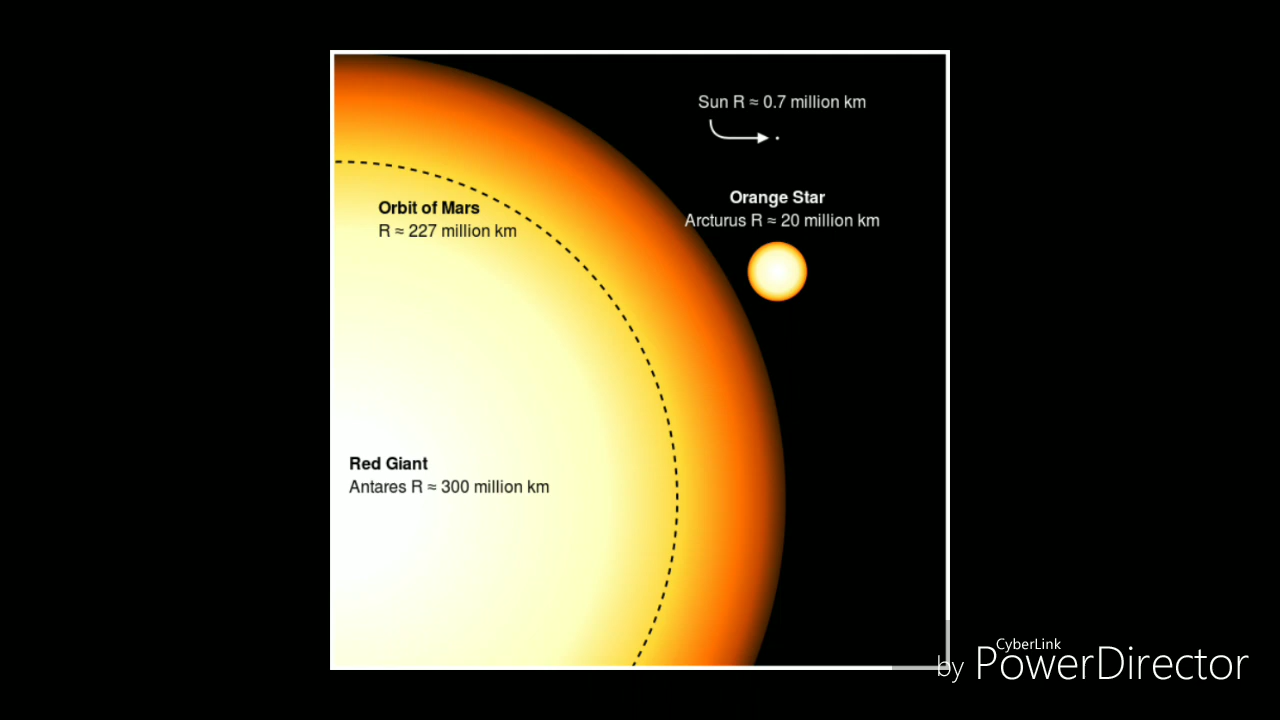 Sun R ≈ 0.7 million km
Orange Star
Arcturus R ≈ 20 million km
Orbit of Mars
R ≈ 227 million km
Red Giant
Antares R ≈ 300 million km
CyberLink
by PowerDirector